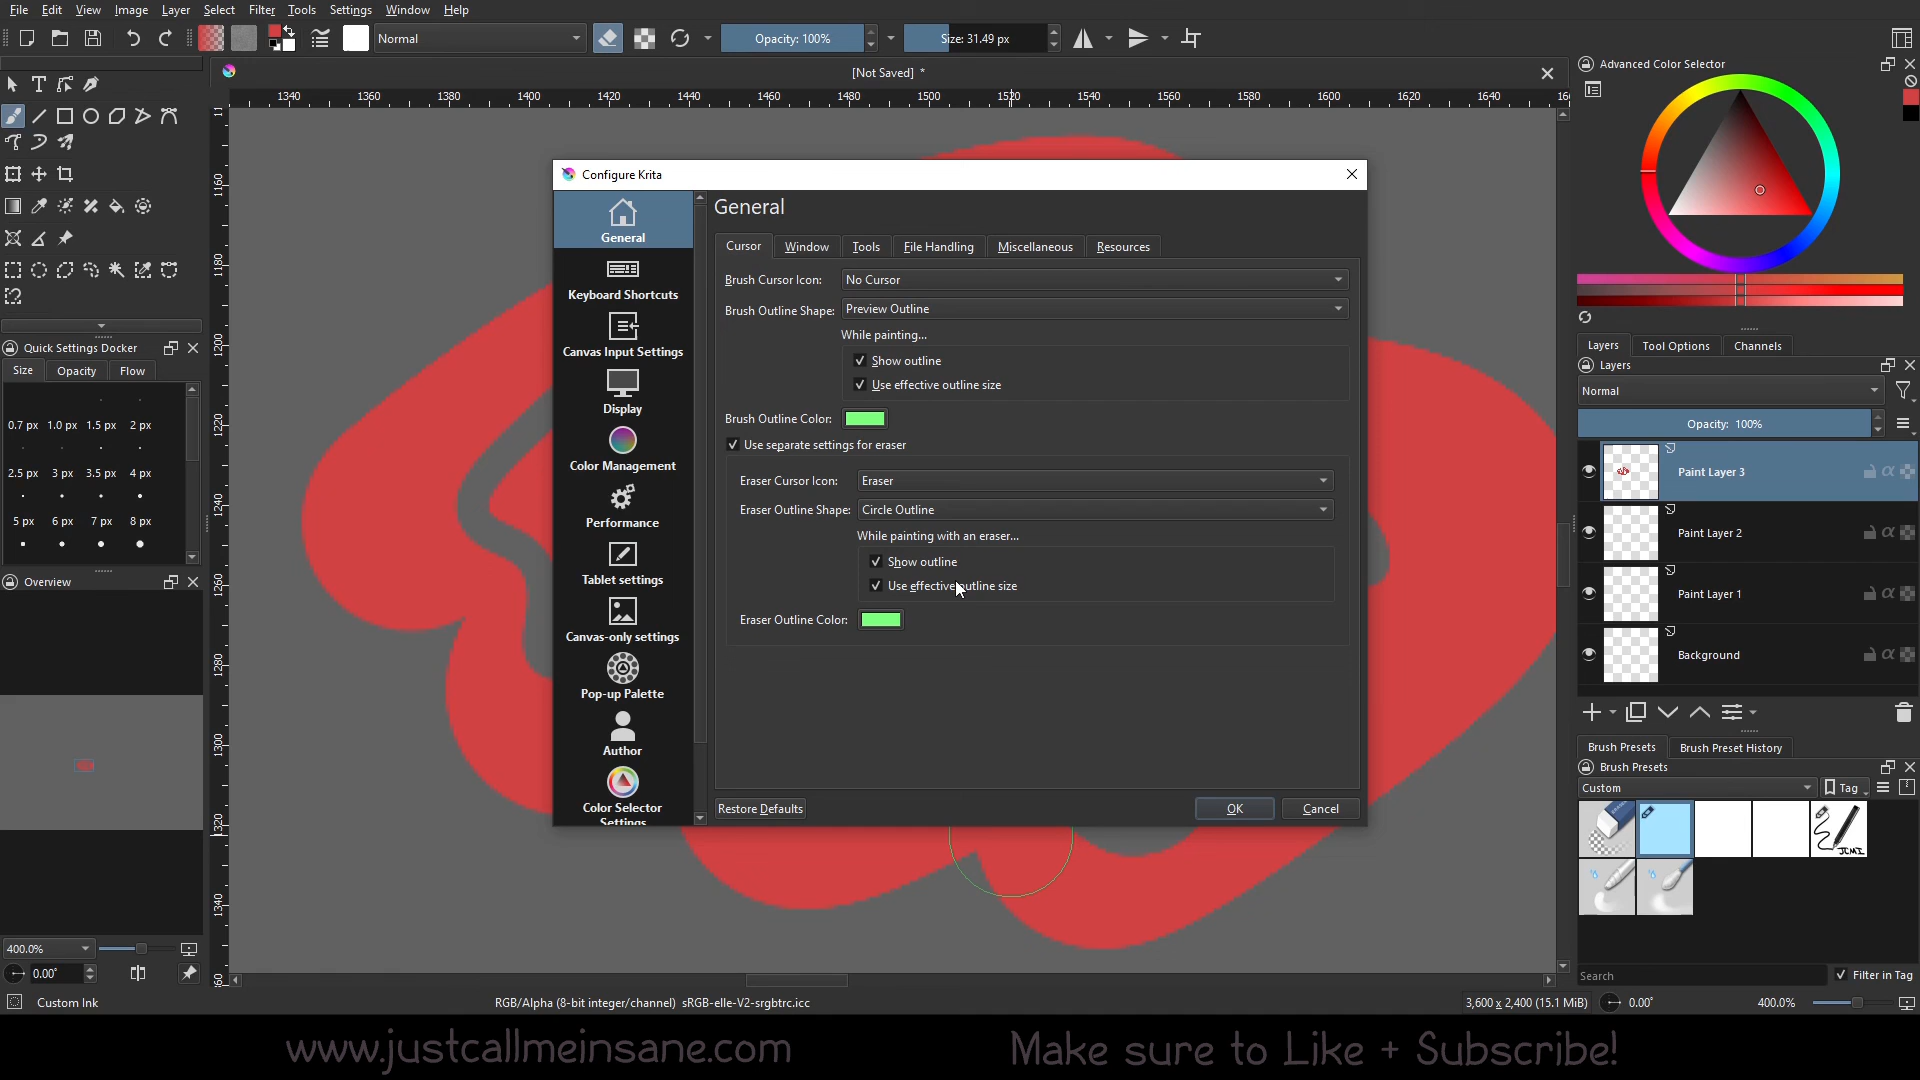 File Edit View Image Layer Select Filter Tools Settings Window Help
Normal
Opacity: 100%
Size: 31.49 px
[Not Saved] *
Advanced Color Selector
1340 1360 1380 1400 1420 1440 1460 1480 1500 1520 1540 1560 1580 1600 1620 1640
1160
1180
1200
1220
1240
1260
1280
1300
1320
1340
Quick Settings Docker
Size Opacity Flow
0.7 px 1.0 px 1.5 px 2 px
2.5 px 3 px 3.5 px 4 px
5 px 6 px 7 px 8 px
Overview
400.0%
0.00°
Custom Ink
Configure Krita
General
Keyboard Shortcuts
Canvas Input Settings
Display
Color Management
Performance
Tablet settings
Canvas-only settings
Pop-up Palette
Author
Color Selector
Settings
General
Cursor Window Tools File Handling Miscellaneous Resources
Brush Cursor Icon: No Cursor
Brush Outline Shape: Preview Outline
While painting...
Show outline
Use effective outline size
Brush Outline Color:
Use separate settings for eraser
Eraser Cursor Icon: Eraser
Eraser Outline Shape: Circle Outline
While painting with an eraser...
Show outline
Use effective outline size
Eraser Outline Color:
Restore Defaults OK Cancel
Layers Tool Options Channels
Layers
Normal
Opacity: 100%
Paint Layer 3
Paint Layer 2
Paint Layer 1
Background
Brush Presets Brush Preset History
Brush Presets
Custom Tag
JCMI
Search Filter in Tag
RGB/Alpha (8-bit integer/channel) sRGB-elle-V2-srgbtrc.icc
3,600 x 2,400 (15.1 MiB) 0.00° 400.0%
www.justcallmeinsane.com Make sure to Like + Subscribe!